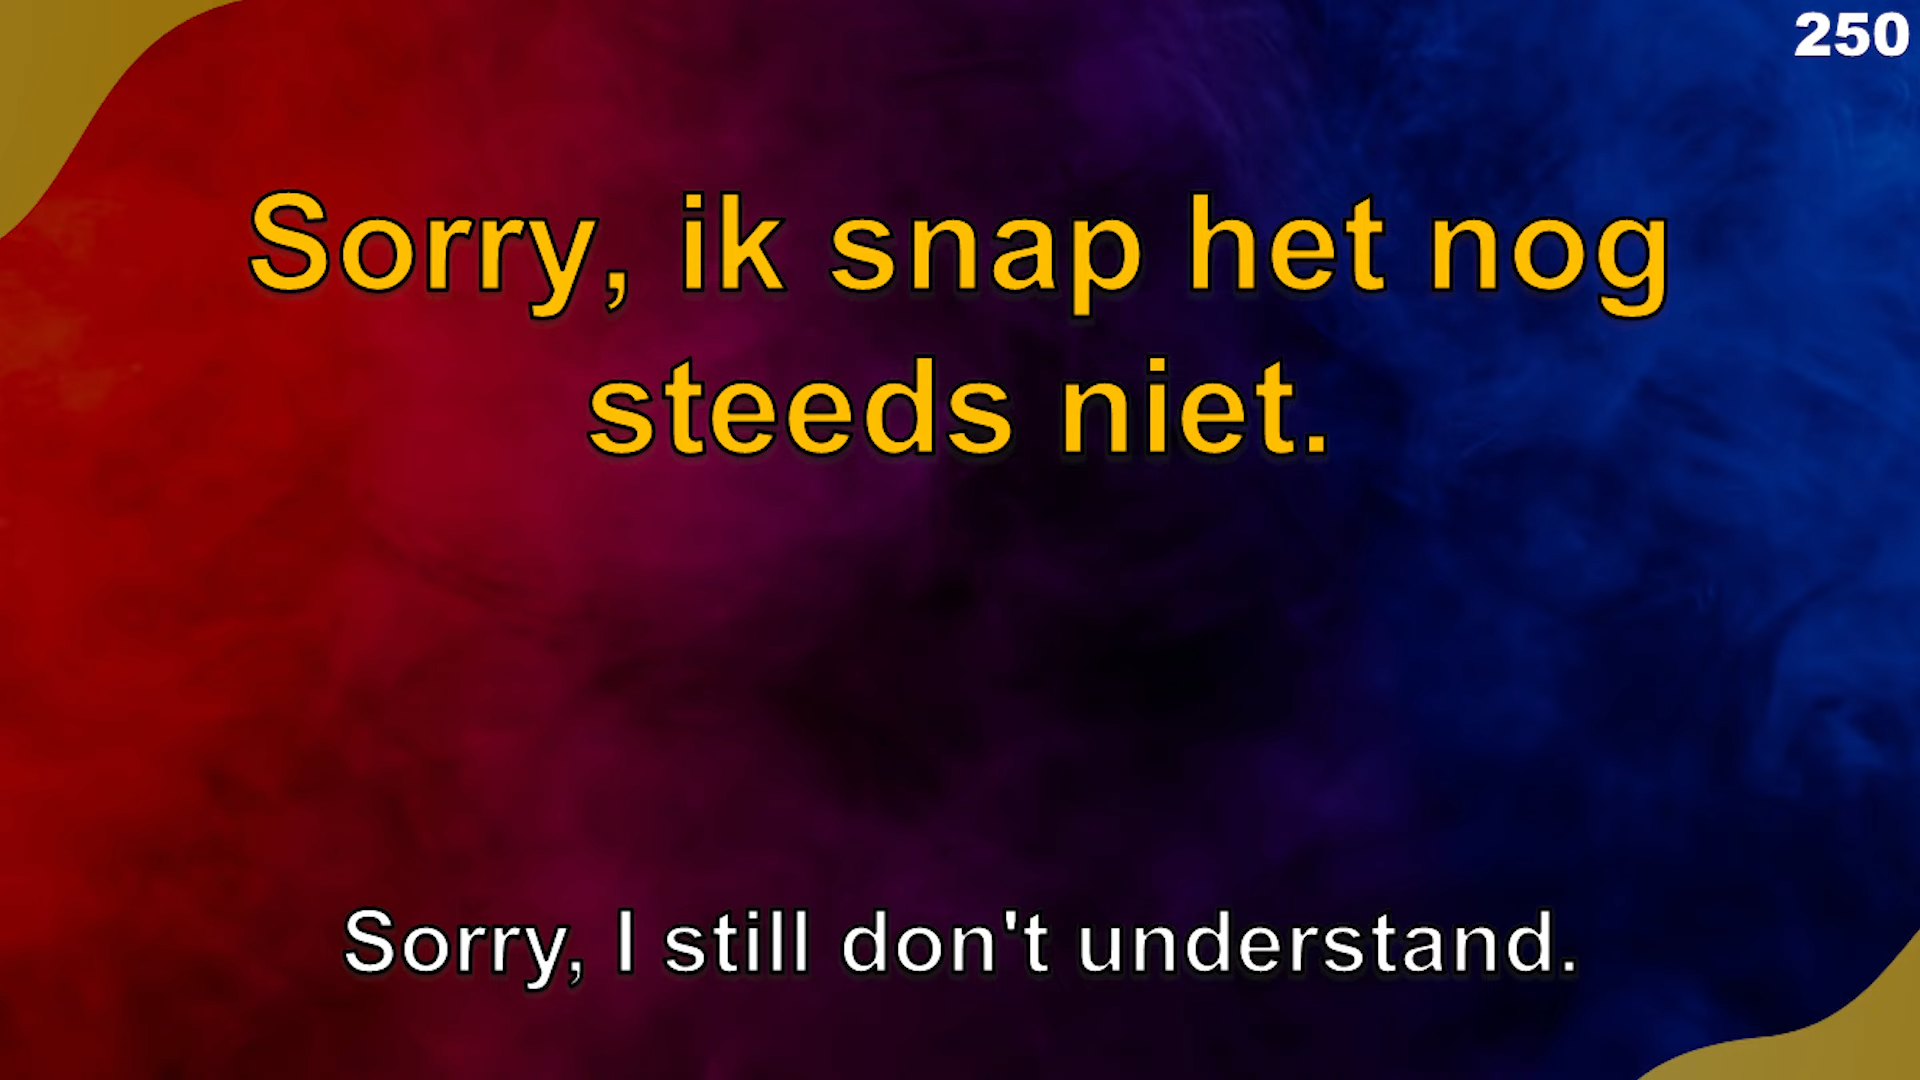 250
Sorry, ik snap het nog
steeds niet.
Sorry, I still don't understand.